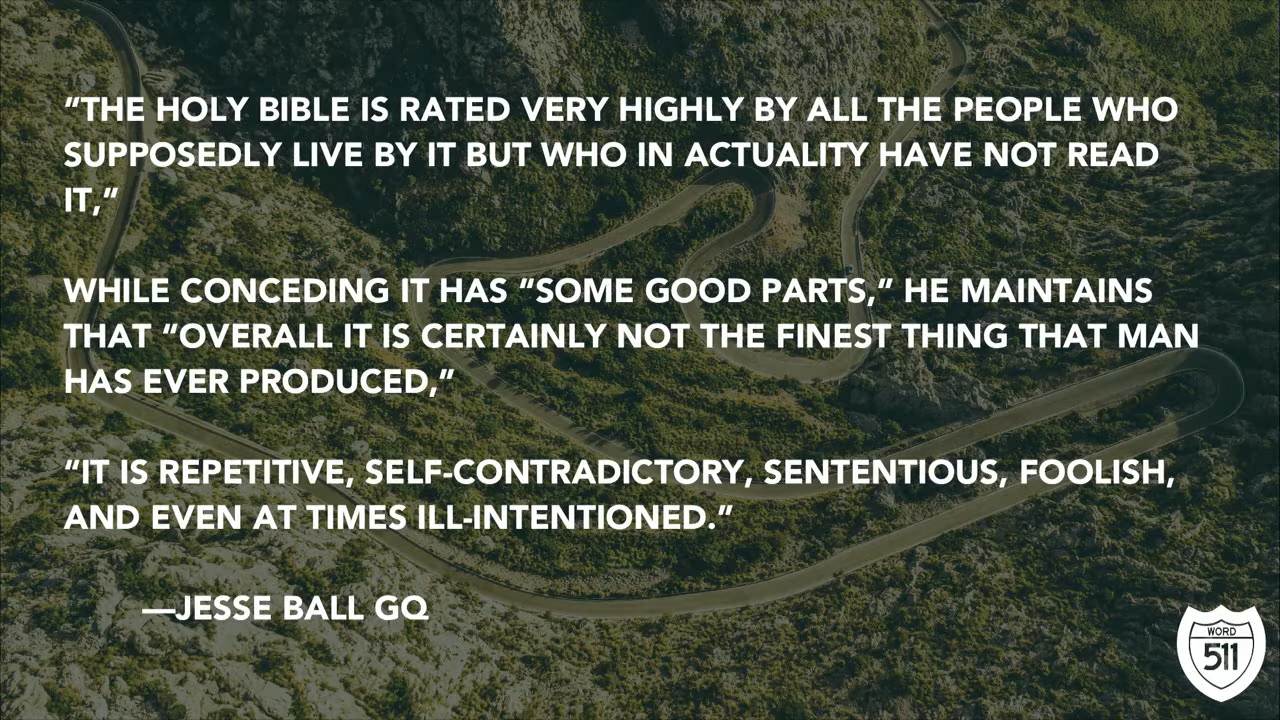 “THE HOLY BIBLE IS RATED VERY HIGHLY BY ALL THE PEOPLE WHO
SUPPOSEDLY LIVE BY IT BUT WHO IN ACTUALITY HAVE NOT READ
IT,”
WHILE CONCEDING IT HAS “SOME GOOD PARTS,” HE MAINTAINS
THAT “OVERALL IT IS CERTAINLY NOT THE FINEST THING THAT MAN
HAS EVER PRODUCED,”
“IT IS REPETITIVE, SELF-CONTRADICTORY, SENTENTIOUS, FOOLISH,
AND EVEN AT TIMES ILL-INTENTIONED.”
—JESSE BALL GQ
WORD
511